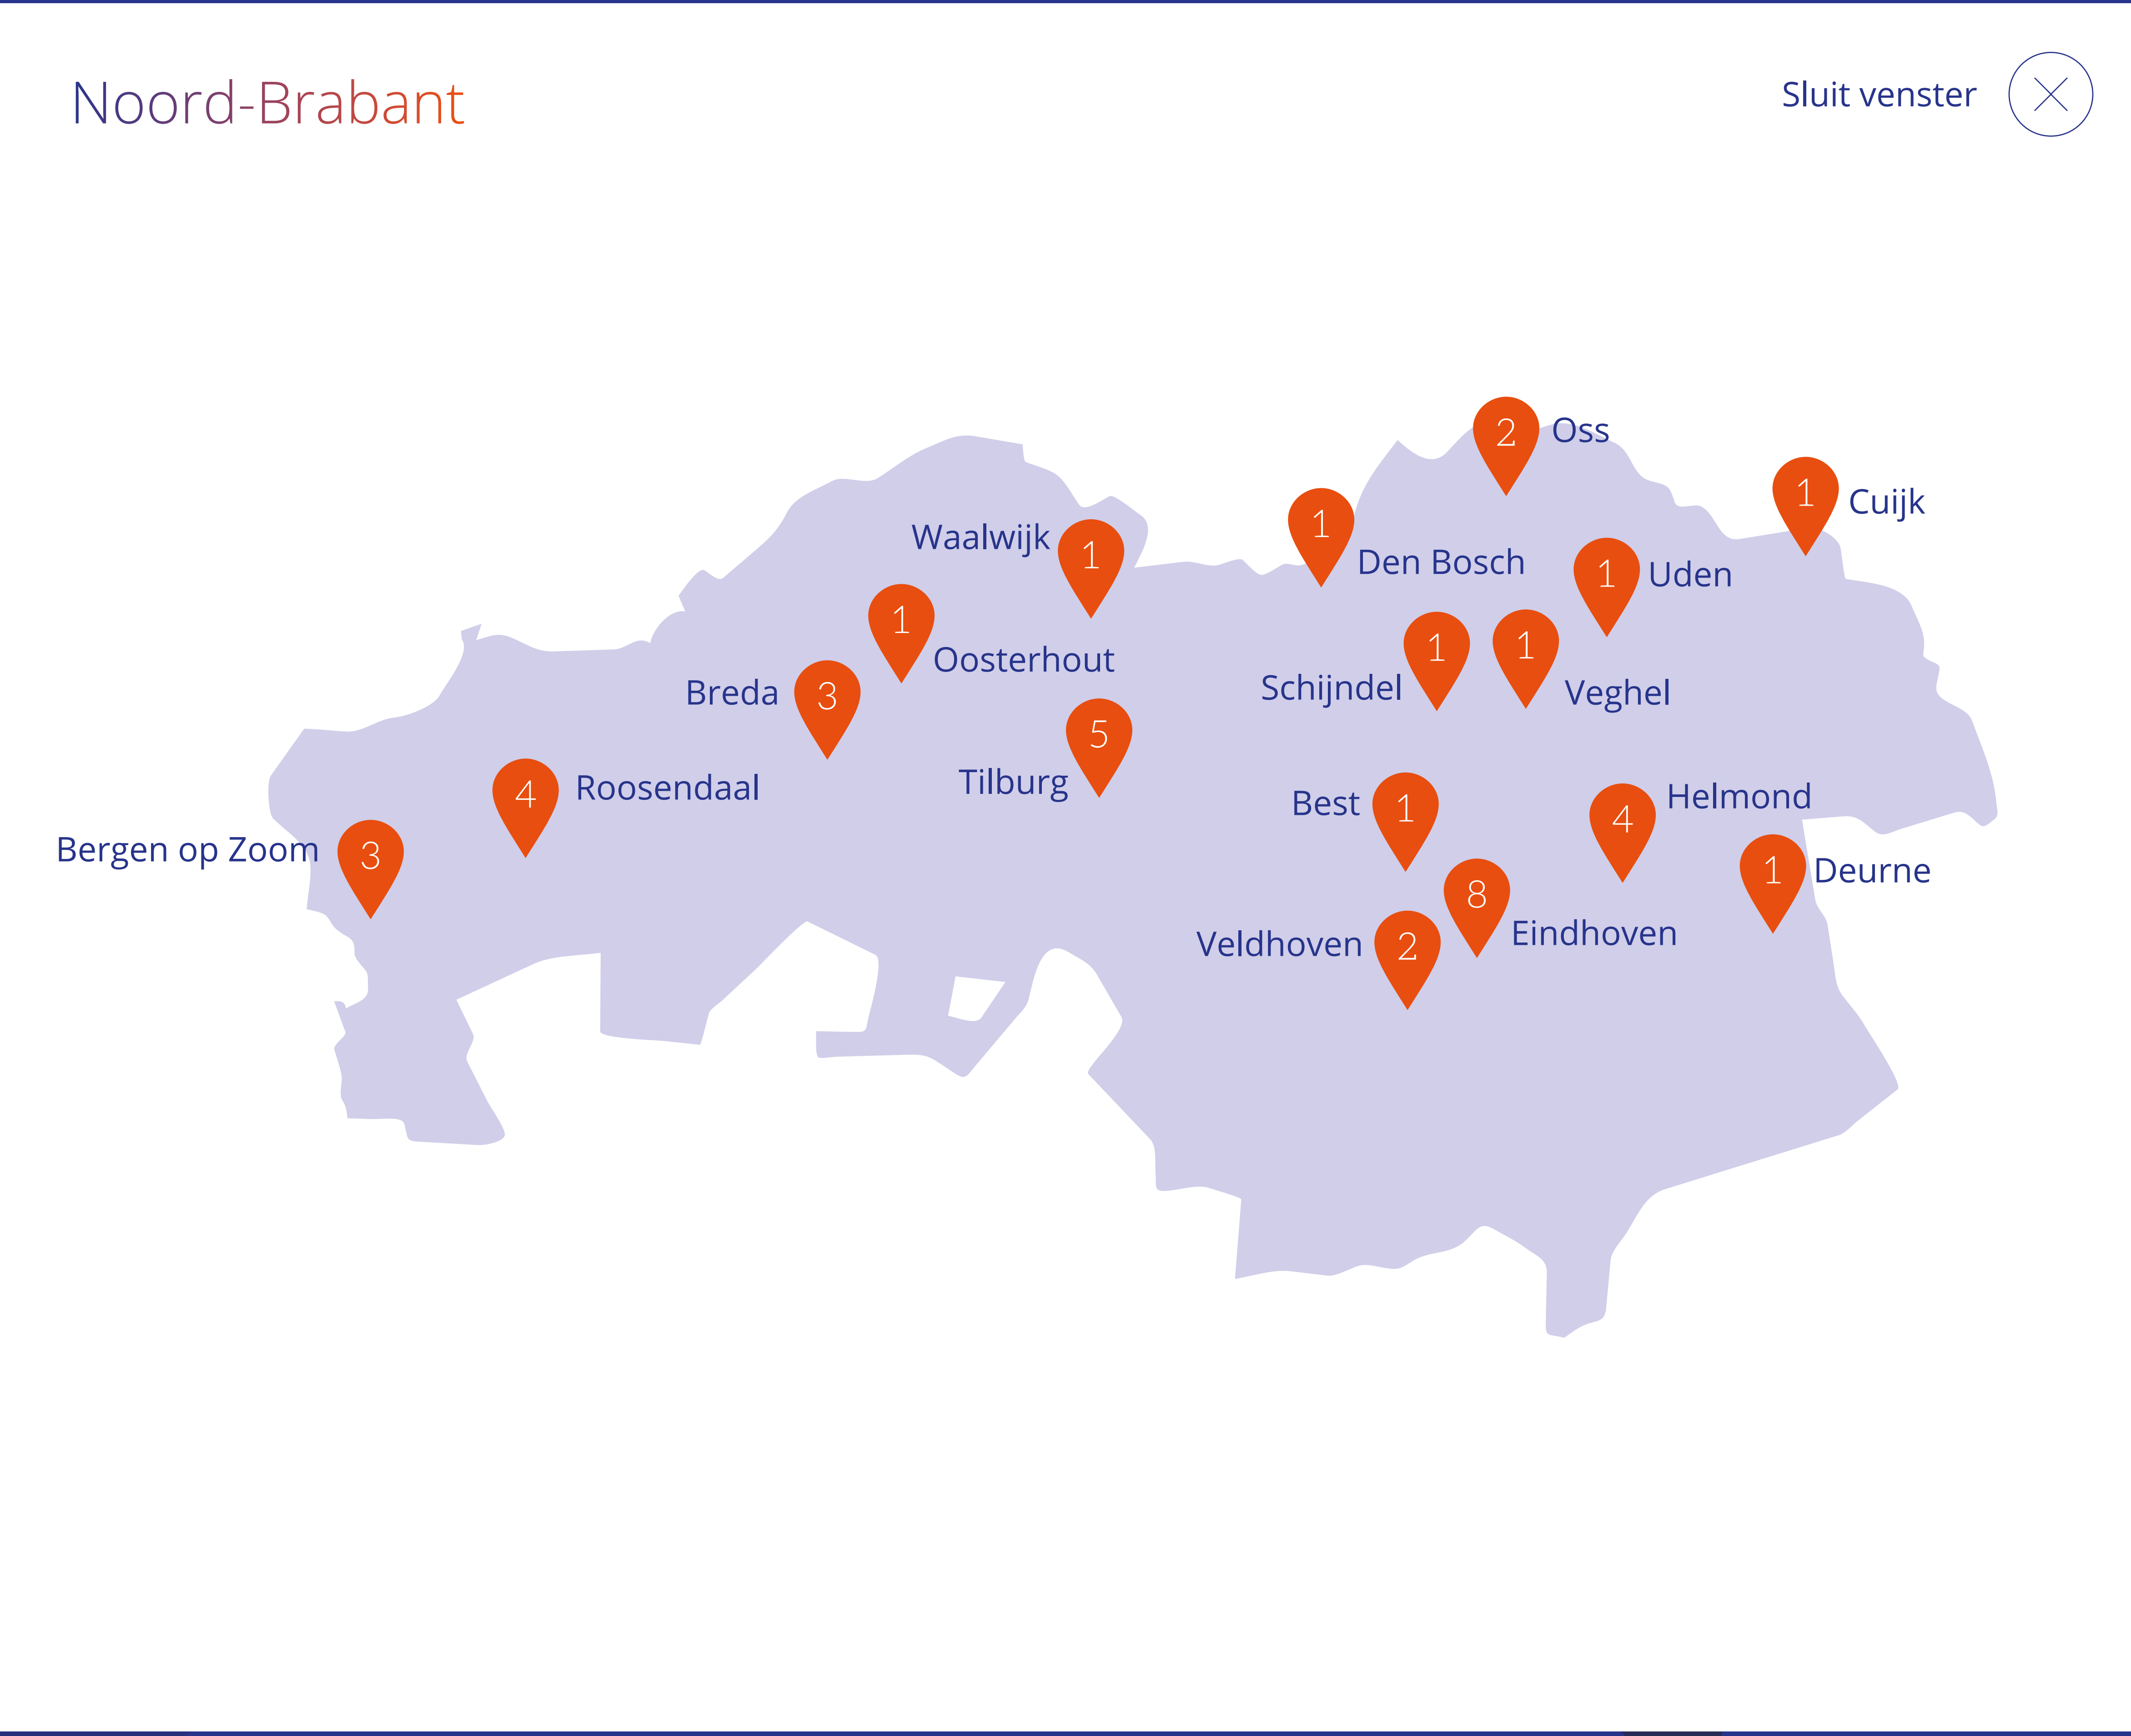 Noord-Brabant
Sluit venster
2
Oss
1
Cuijk
1
Den Bosch
Waalwijk
1
1
Uden
1
Oosterhout
Schijndel
1
1
Veghel
Breda
3
5
Tilburg
4
Roosendaal
Best
1
4
Helmond
Bergen op Zoom
3
1
Deurne
8
Eindhoven
Veldhoven
2